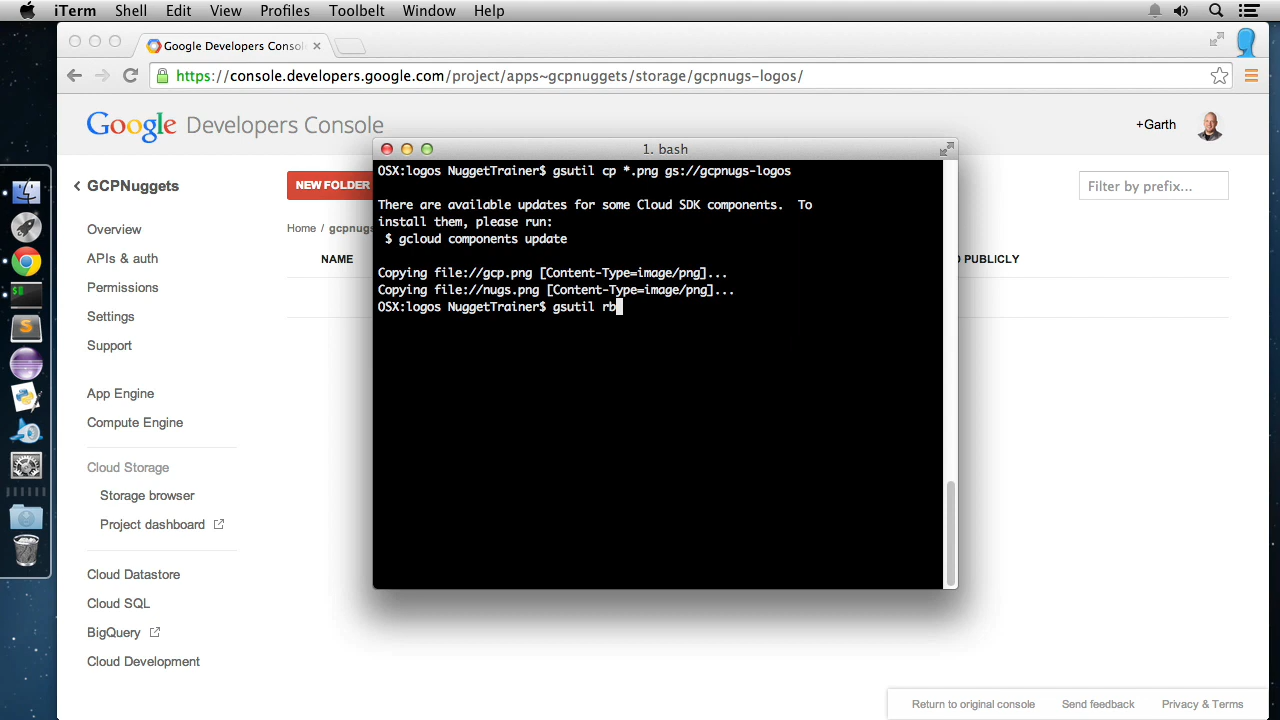 iTerm Shell Edit View Profiles Toolbelt Window Help
Google Developers Conso
https://console.developers.google.com/project/apps~gcpnuggets/storage/gcpnugs-logos/
Google Developers Console
+Garth
1. bash
GCPNuggets
NEW FOLDER
Filter by prefix...
Home / gcpnugs
NAME
PUBLICLY
Overview
APIs & auth
Permissions
Settings
Support
App Engine
Compute Engine
Cloud Storage
Storage browser
Project dashboard
Cloud Datastore
Cloud SQL
BigQuery
Cloud Development
OSX:logos NuggetTrainer$ gsutil cp *.png gs://gcpnugs-logos
There are available updates for some Cloud SDK components. To
install them, please run:
$ gcloud components update
Copying file://gcp.png [Content-Type=image/png]...
Copying file://nugs.png [Content-Type=image/png]...
OSX:logos NuggetTrainer$ gsutil rb
Return to original console Send feedback Privacy & Terms